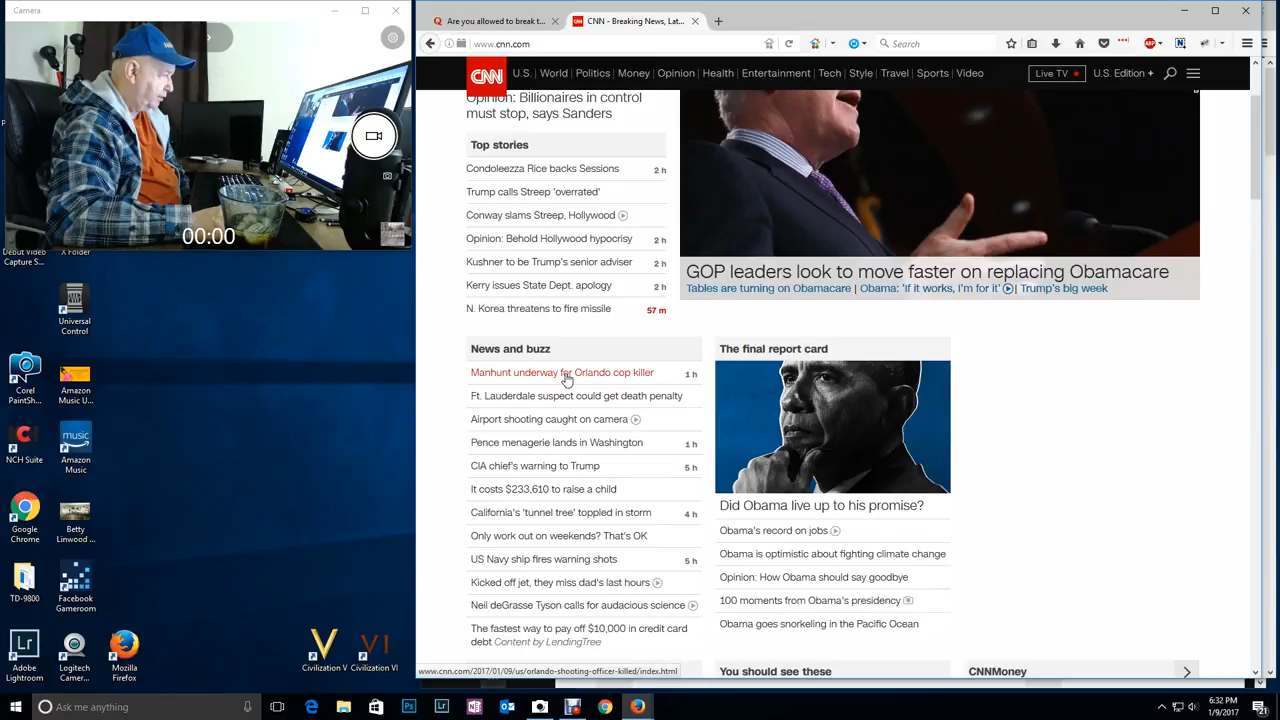 Camera
00:00
Debut Video
Capture S...
X Folder
Universal
Control
Corel
PaintSh...
Amazon
Music U...
NCH Suite
Amazon
Music
Google
Chrome
Betty
Linwood ...
TD-9800
Facebook
Gameroom
Adobe
Lightroom
Logitech
Camer...
Mozilla
Firefox
Civilization V
Civilization VI
Are you allowed to break t...
CNN - Breaking News, Lat...
www.cnn.com
Search
ABP
CNN
U.S. World Politics Money Opinion Health Entertainment Tech Style Travel Sports Video
Live TV
U.S. Edition +
Opinion: Billionaires in control
must stop, says Sanders
Top stories
Condoleezza Rice backs Sessions 2 h
Trump calls Streep 'overrated'
Conway slams Streep, Hollywood
Opinion: Behold Hollywood hypocrisy 2 h
Kushner to be Trump's senior adviser 2 h
Kerry issues State Dept. apology 2 h
N. Korea threatens to fire missile 57 m
GOP leaders look to move faster on replacing Obamacare
Tables are turning on Obamacare | Obama: 'if it works, i'm for it' | Trump's big week
News and buzz
Manhunt underway for Orlando cop killer 1 h
Ft. Lauderdale suspect could get death penalty
Airport shooting caught on camera
Pence menagerie lands in Washington 1 h
CIA chief's warning to Trump 5 h
It costs $233,610 to raise a child
California's 'tunnel tree' toppled in storm 4 h
Only work out on weekends? That's OK
US Navy ship fires warning shots 5 h
Kicked off jet, they miss dad's last hours
Neil deGrasse Tyson calls for audacious science
The fastest way to pay off $10,000 in credit card
debt Content by LendingTree
The final report card
Did Obama live up to his promise?
Obama's record on jobs
Obama is optimistic about fighting climate change
Opinion: How Obama should say goodbye
100 moments from Obama's presidency
Obama goes snorkeling in the Pacific Ocean
You should see these
CNNMoney
www.cnn.com/2017/01/09/us/orlando-shooting-officer-killed/index.html
Ask me anything
6:32 PM
1/9/2017
21